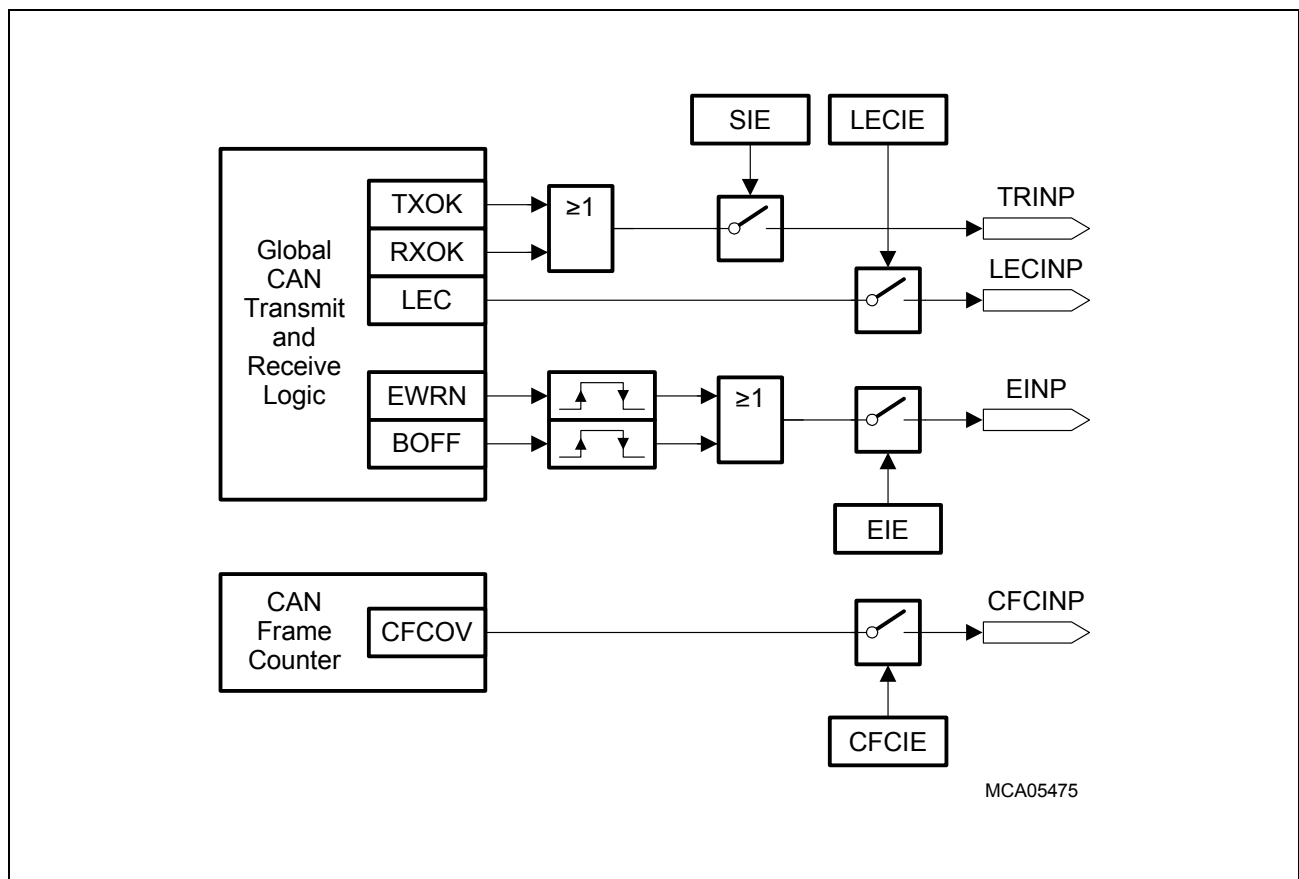 SIE
LECIE
TXOK
RXOK
LEC
EWRN
BOFF
Global
CAN
Transmit
and
Receive
Logic
≥1
TRINP
LECINP
≥1
EINP
EIE
CAN
Frame
Counter
CFCOV
CFCINP
CFCIE
MCA05475